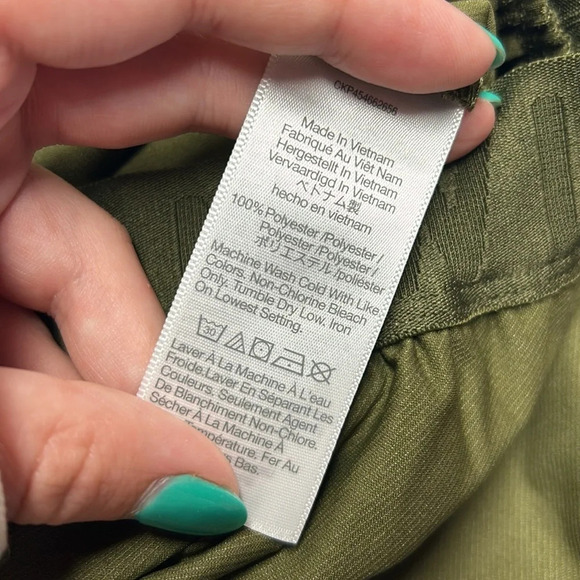 CKP454662656
Made In Vietnam
Fabriqué Au Việt Nam
Hergestellt In Vietnam
Vervaardigd In Vietnam
ベトナム製
hecho en vietnam
100% Polyester /Polyester/
Polyester /Polyester/
ポリエステル /poliéster
Machine Wash Cold With Like
Colors. Non-Chlorine Bleach
Only. Tumble Dry Low. Iron
On Lowest Setting.
30
Laver À La Machine À L'eau
Froide.Laver En Séparant Les
Couleurs. Seulement Agent
De Blanchiment Non-Chlore.
Sécher À La Machine À
Température. Fer Au
Bas.